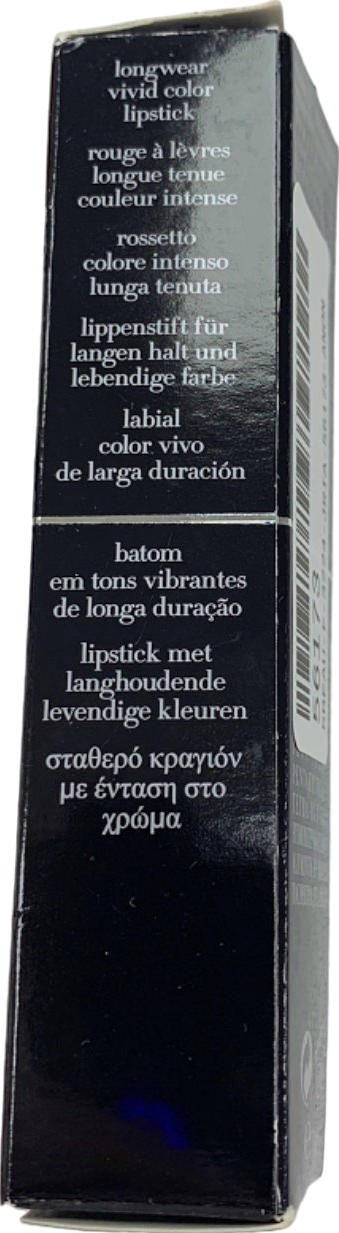 longwear
vivid color
lipstick
rouge à lèvres
longue tenue
couleur intense
rossetto
colore intenso
lunga tenuta
lippenstift für
langen halt und
lebendige farbe
labial
color vivo
de larga duración
batom
em tons vibrantes
de longa duração
lipstick met
langhoudende
levendige kleuren
σταθερό κραγιόν
με ένταση στο
χρώμα
56173